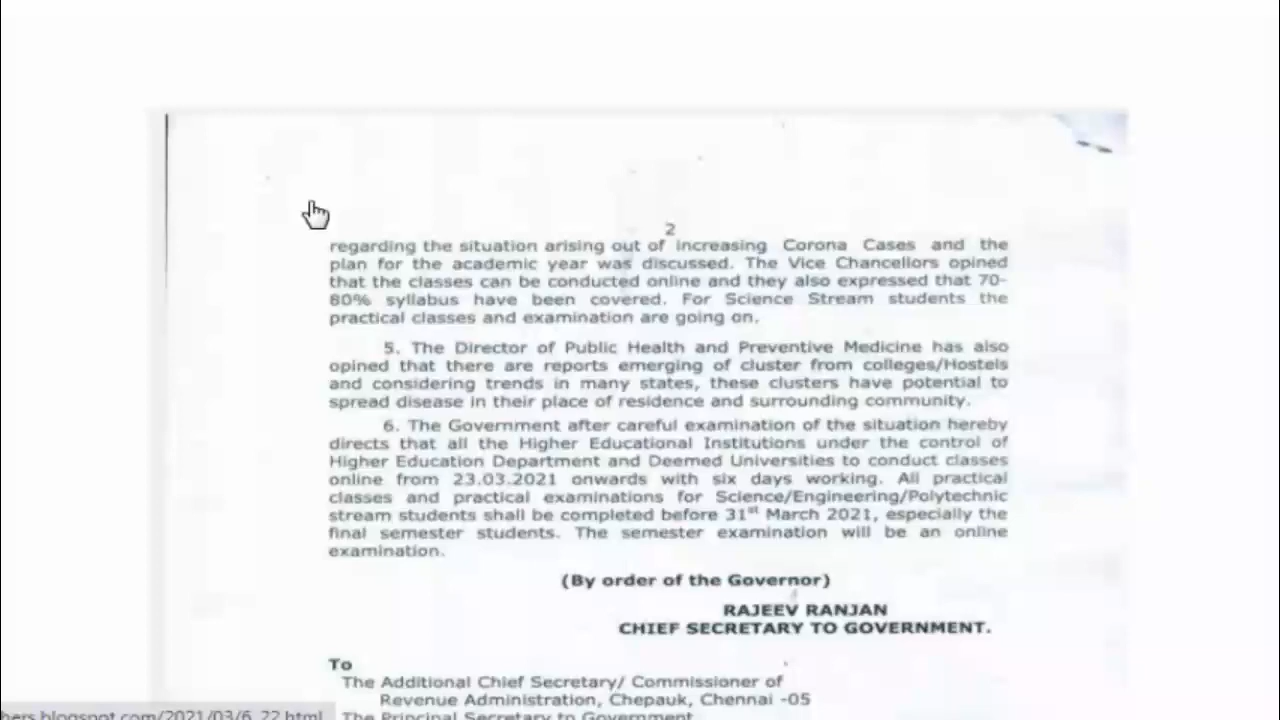 2
regarding the situation arising out of increasing Corona Cases and the
plan for the academic year was discussed. The Vice Chancellors opined
that the classes can be conducted online and they also expressed that 70-
80% syllabus have been covered. For Science Stream students the
practical classes and examination are going on.
5. The Director of Public Health and Preventive Medicine has also
opined that there are reports emerging of cluster from colleges/Hostels
and considering trends in many states, these clusters have potential to
spread disease in their place of residence and surrounding community.
6. The Government after careful examination of the situation hereby
directs that all the Higher Educational Institutions under the control of
Higher Education Department and Deemed Universities to conduct classes
online from 23.03.2021 onwards with six days working. All practical
classes and practical examinations for Science/Engineering/Polytechnic
stream students shall be completed before 31st March 2021, especially the
final semester students. The semester examination will be an online
examination.
(By order of the Governor)
RAJEEV RANJAN
CHIEF SECRETARY TO GOVERNMENT.
To
The Additional Chief Secretary/ Commissioner of
Revenue Administration, Chepauk, Chennai -05
The Principal Secretary to Government
hers.blogspot.com/2021/03/6_22.html